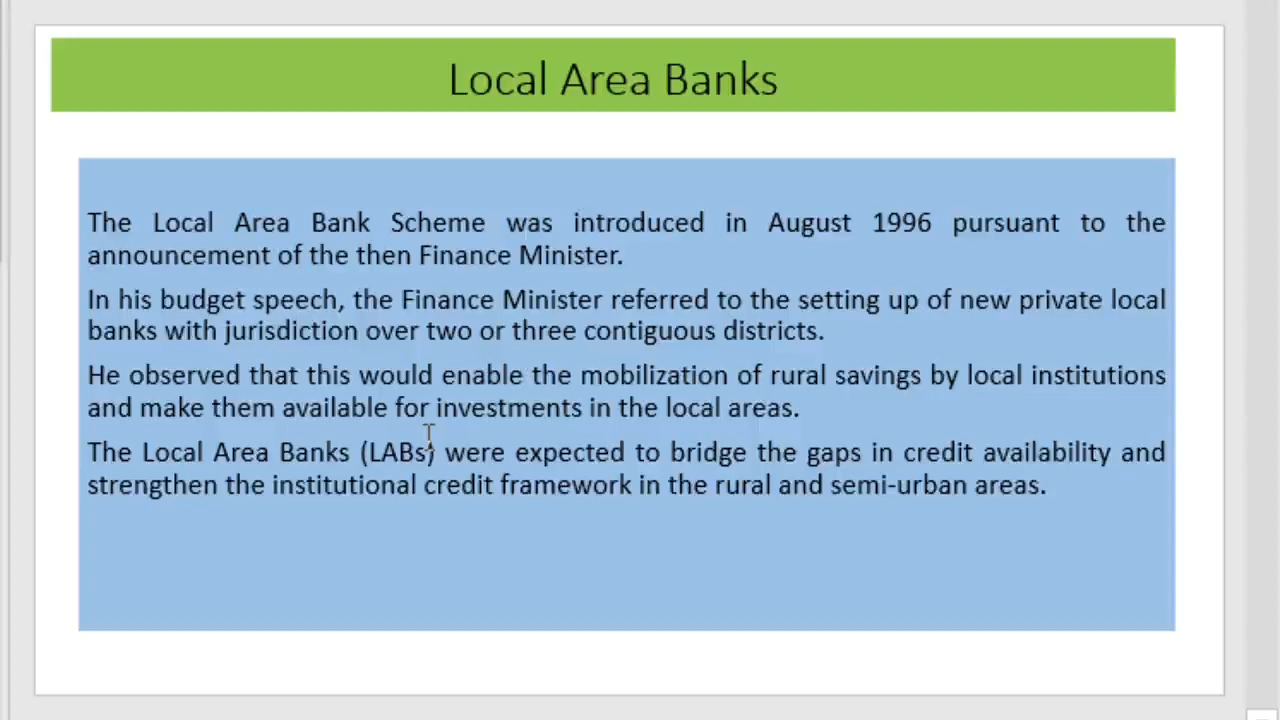 Local Area Banks
The Local Area Bank Scheme was introduced in August 1996 pursuant to the
announcement of the then Finance Minister.
In his budget speech, the Finance Minister referred to the setting up of new private local
banks with jurisdiction over two or three contiguous districts.
He observed that this would enable the mobilization of rural savings by local institutions
and make them available for investments in the local areas.
The Local Area Banks (LABs) were expected to bridge the gaps in credit availability and
strengthen the institutional credit framework in the rural and semi-urban areas.